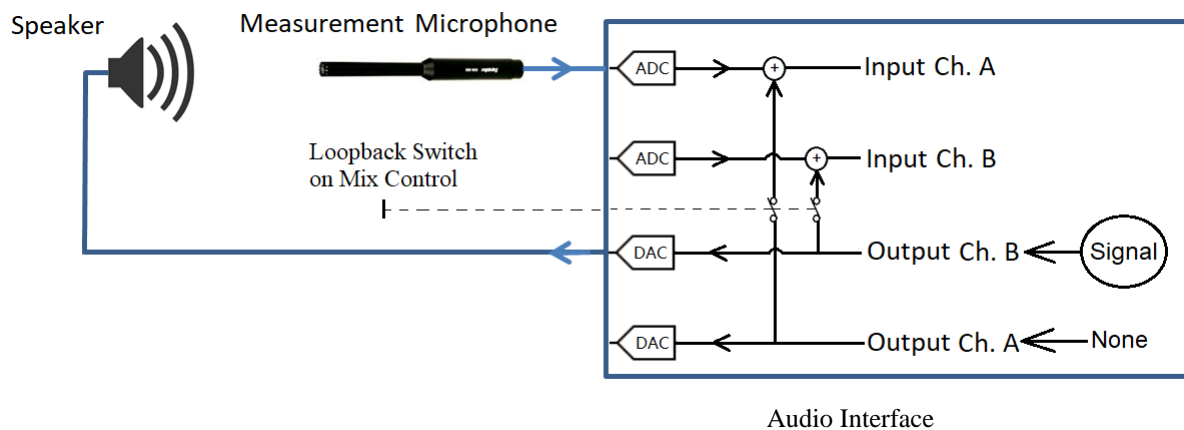 Speaker
Measurement Microphone
ADC
+
Input Ch. A
ADC
+
Input Ch. B
Loopback Switch
on Mix Control
DAC
Output Ch. B
Signal
DAC
Output Ch. A
None
Audio Interface